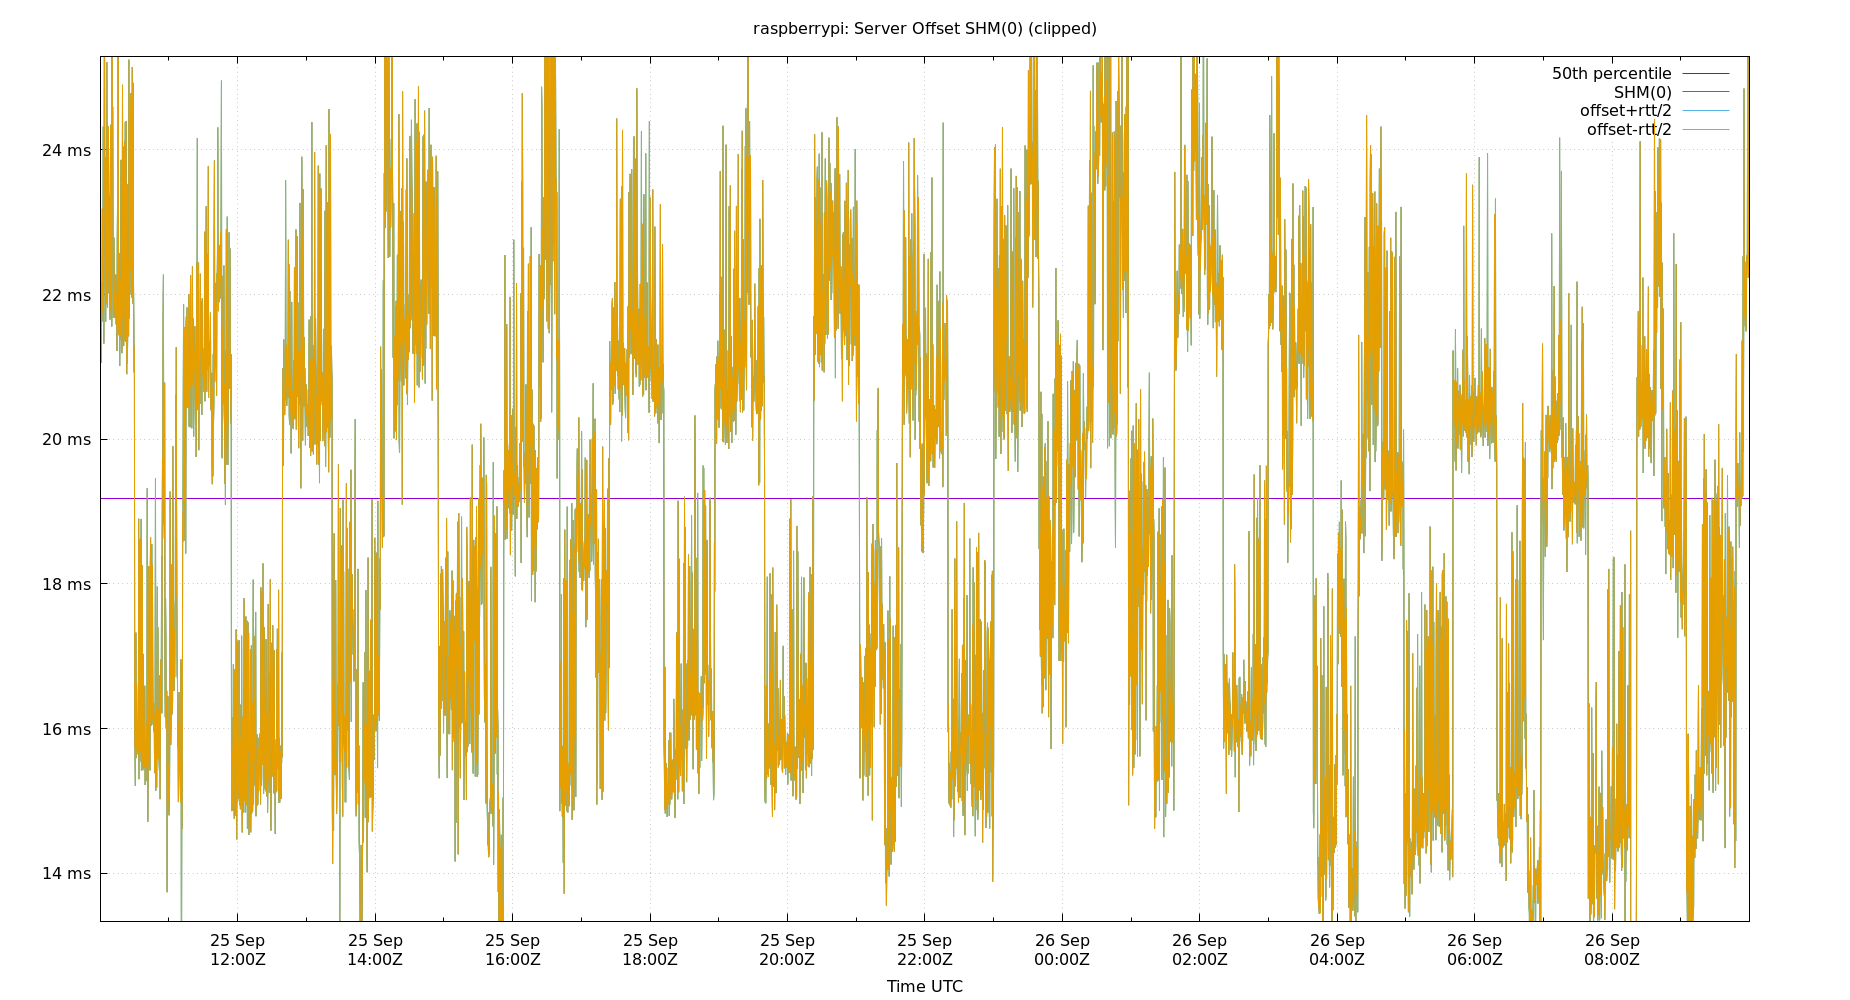 raspberrypi: Server Offset SHM(0) (clipped)
50th percentile
SHM(0)
offset+rtt/2
offset-rtt/2
24 ms
22 ms
20 ms
18 ms
16 ms
14 ms
25 Sep 25 Sep 25 Sep 25 Sep 25 Sep 25 Sep 26 Sep 26 Sep 26 Sep 26 Sep 26 Sep
12:00Z 14:00Z 16:00Z 18:00Z 20:00Z 22:00Z 00:00Z 02:00Z 04:00Z 06:00Z 08:00Z
Time UTC